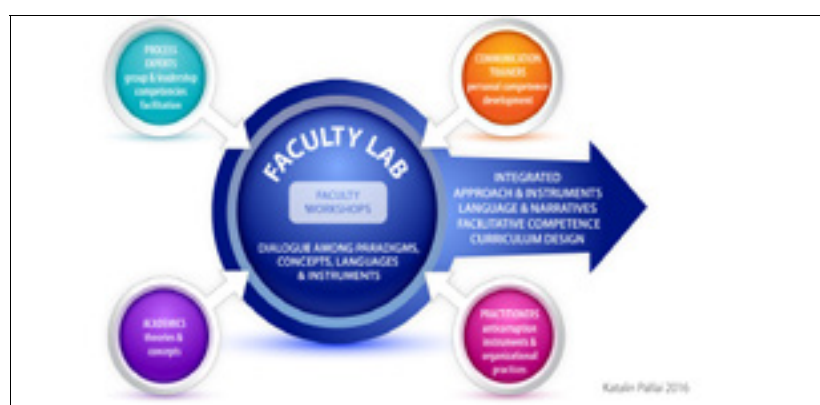 PROCESS
EXPERTS
group & leadership
competencies
facilitation
COMMUNICATION
TRAINERS
personal competence
development
FACULTY LAB
FACULTY
WORKSHOPS
DIALOGUE AMONG PARADIGMS,
CONCEPTS, LANGUAGES
& INSTRUMENTS
INTEGRATED
APPROACH & INSTRUMENTS
LANGUAGE & NARRATIVES
FACILITATIVE COMPETENCE
CURRICULUM DESIGN
ACADEMICS
theories &
concepts
PRACTITIONERS
anticorruption
instruments &
organizational
practices
Katalin Pallai 2016